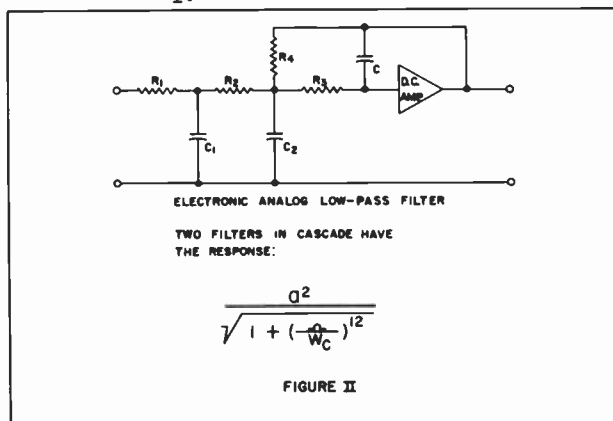 R4
C
R1
R2
R3
D.C.
AMP
C1
C2
ELECTRONIC ANALOG LOW-PASS FILTER
TWO FILTERS IN CASCADE HAVE
THE RESPONSE:
a²
√ 1 + (Ω/WC)¹²
FIGURE II